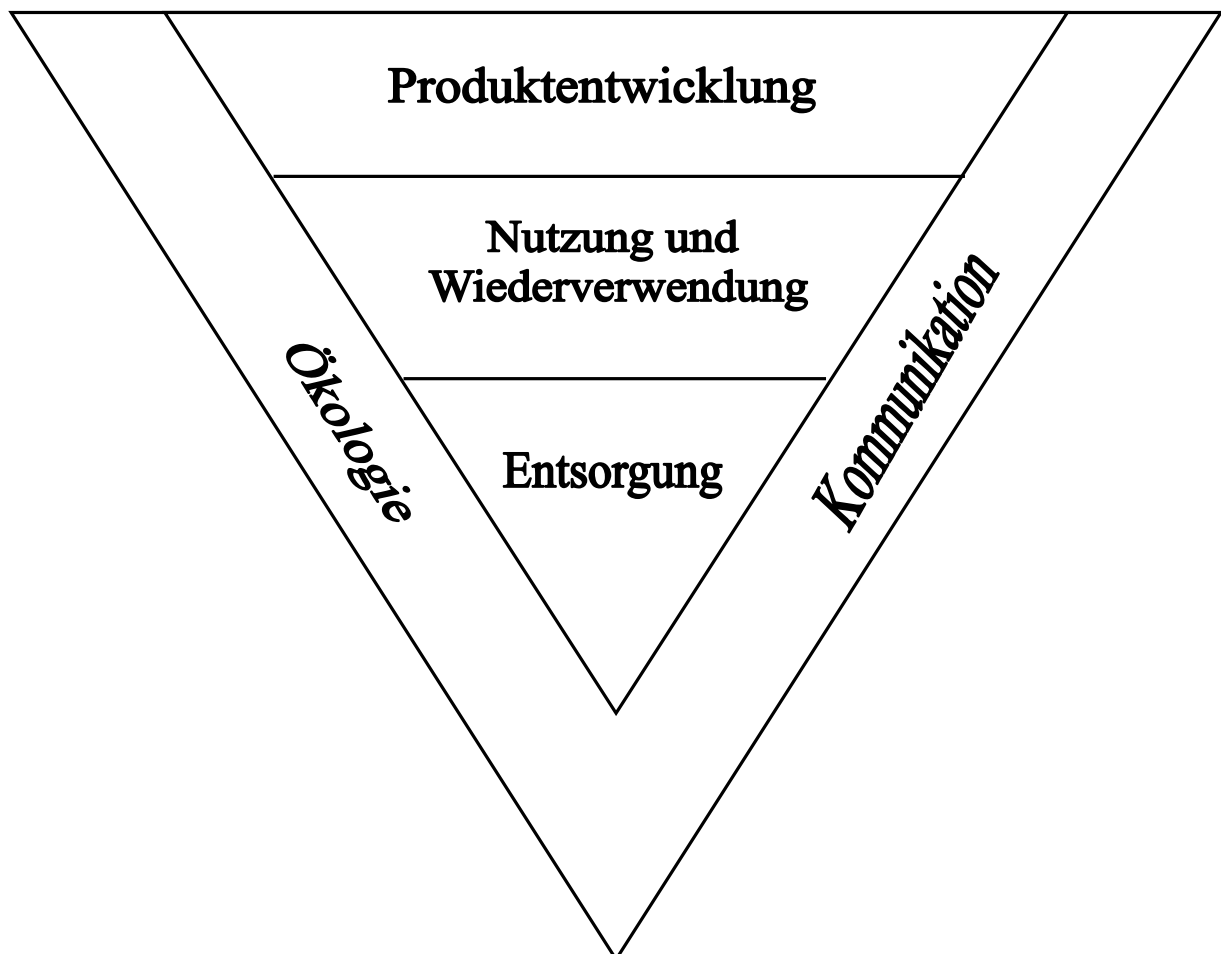 Produktentwicklung
Nutzung und
Wiederverwendung
Ökologie
Kommunikation
Entsorgung